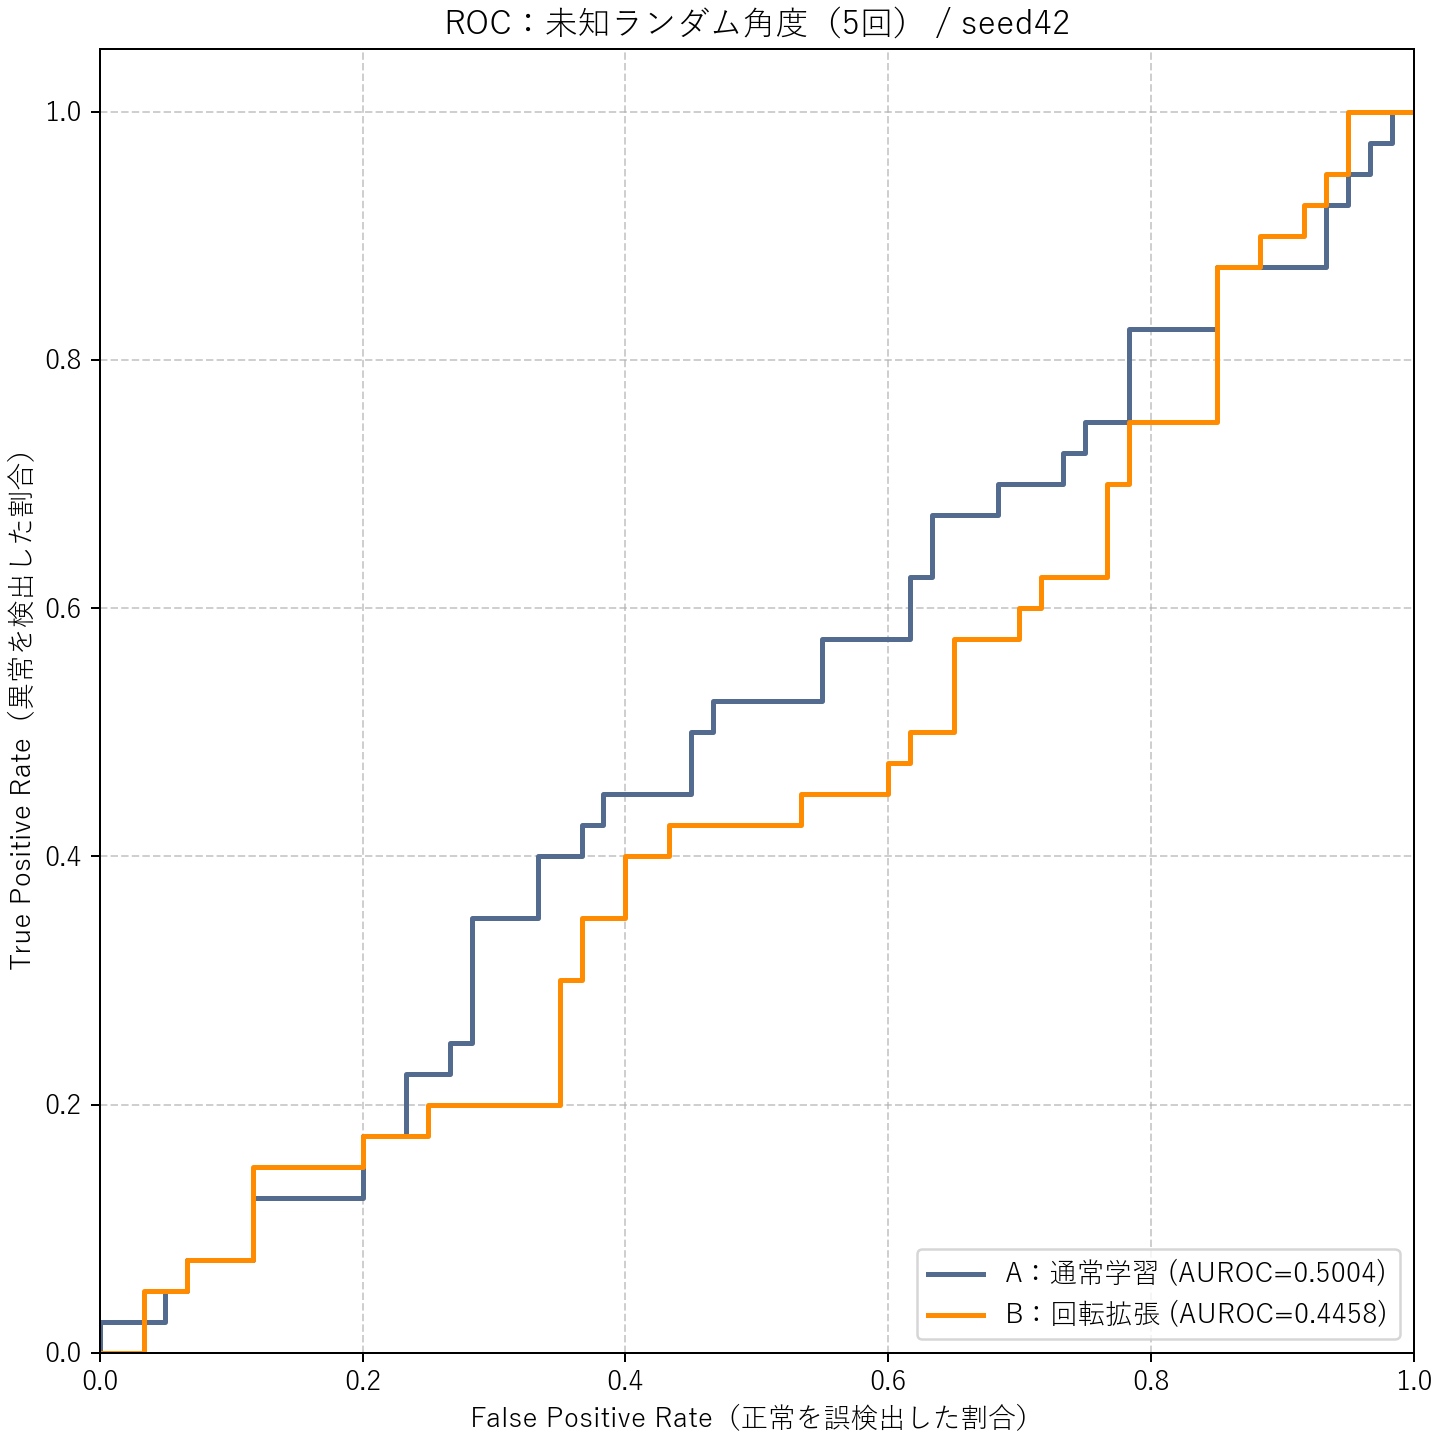 ROC：未知ランダム角度（5回） / seed42
True Positive Rate（異常を検出した割合）
1.0
0.8
0.6
0.4
0.2
0.0
0.0 0.2 0.4 0.6 0.8 1.0
False Positive Rate（正常を誤検出した割合）
A：通常学習 (AUROC=0.5004)
B：回転拡張 (AUROC=0.4458)